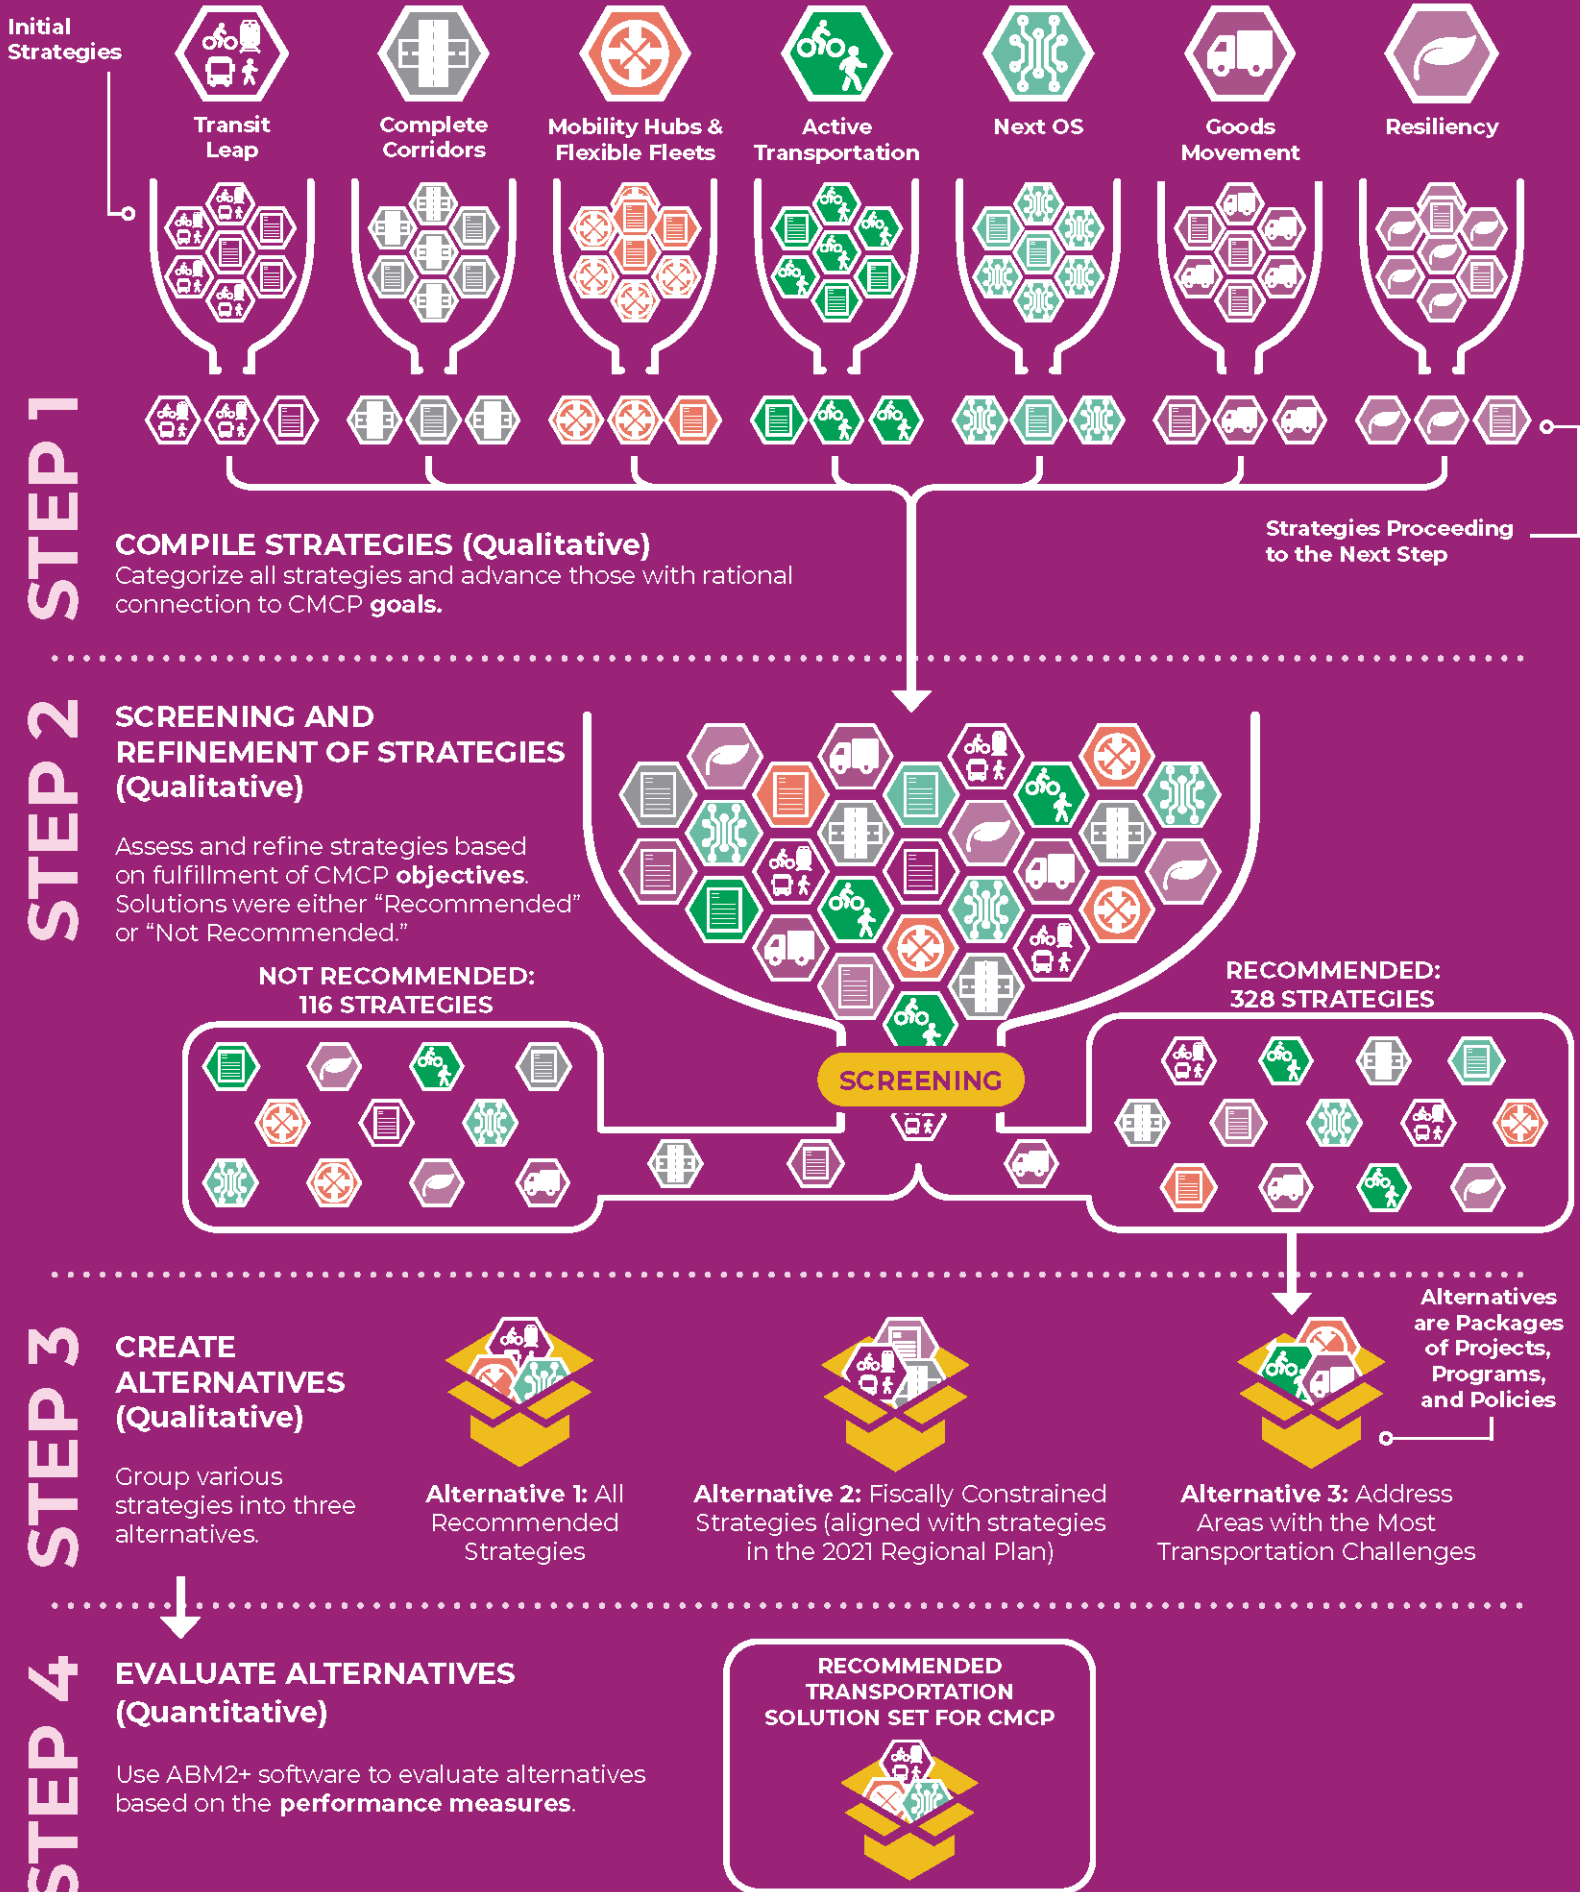 Initial
Strategies
Transit
Leap
Complete
Corridors
Mobility Hubs &
Flexible Fleets
Active
Transportation
Next OS
Goods
Movement
Resiliency
STEP 1
COMPILE STRATEGIES (Qualitative)
Categorize all strategies and advance those with rational
connection to CMCP goals.
Strategies Proceeding
to the Next Step
STEP 2
SCREENING AND
REFINEMENT OF STRATEGIES
(Qualitative)
Assess and refine strategies based
on fulfillment of CMCP objectives.
Solutions were either “Recommended”
or “Not Recommended.”
NOT RECOMMENDED:
116 STRATEGIES
RECOMMENDED:
328 STRATEGIES
SCREENING
STEP 3
CREATE
ALTERNATIVES
(Qualitative)
Group various
strategies into three
alternatives.
Alternative 1: All
Recommended
Strategies
Alternative 2: Fiscally Constrained
Strategies (aligned with strategies
in the 2021 Regional Plan)
Alternative 3: Address
Areas with the Most
Transportation Challenges
Alternatives
are Packages
of Projects,
Programs,
and Policies
STEP 4
EVALUATE ALTERNATIVES
(Quantitative)
Use ABM2+ software to evaluate alternatives
based on the performance measures.
RECOMMENDED
TRANSPORTATION
SOLUTION SET FOR CMCP